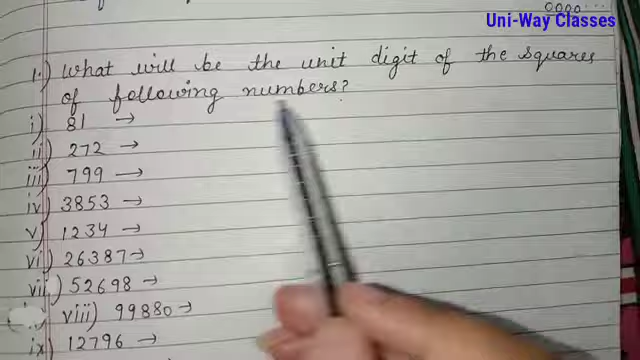 Uni-Way Classes
1.) What will be the unit digit of the squares
of following numbers?
i) 81 →
ii) 272 →
iii) 799 →
iv) 3853 →
v) 1234 →
vi) 26387 →
vii) 52698 →
viii) 99880 →
ix) 12796 →